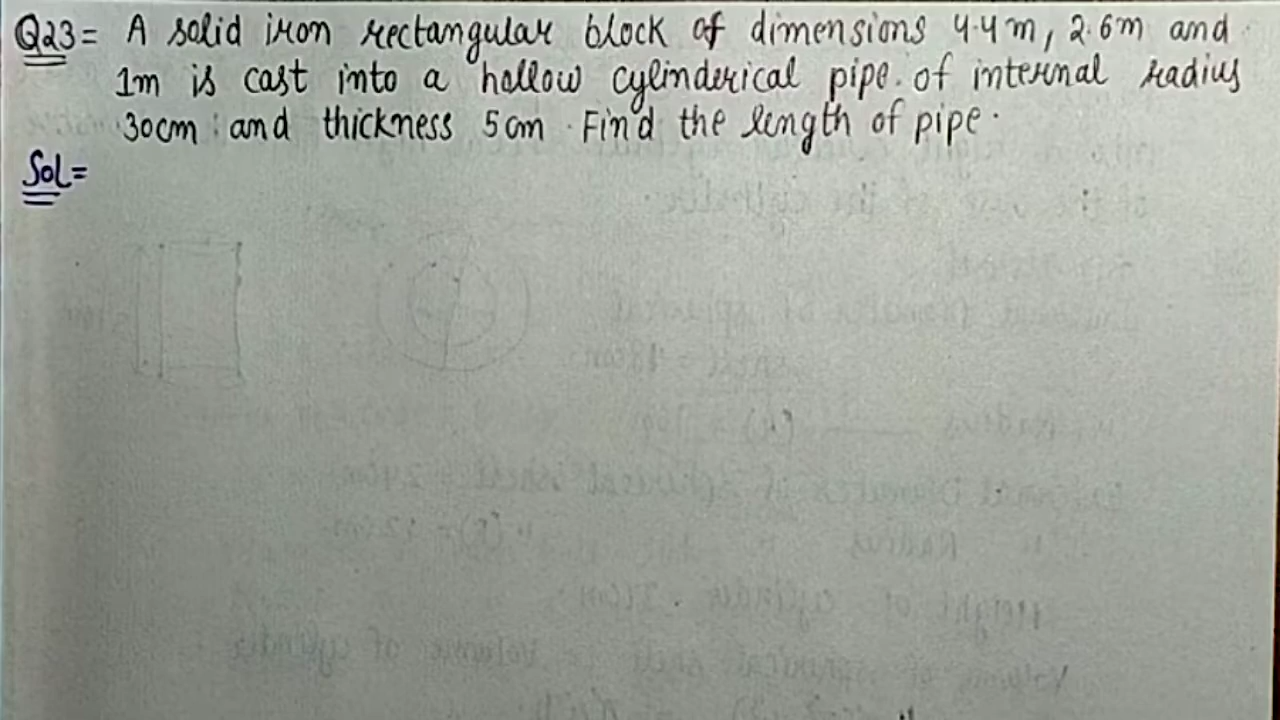 Q23= A solid iron rectangular block of dimensions 4.4m, 2.6m and
1m is cast into a hollow cylinderical pipe. of internal radius
30cm and thickness 5cm. Find the length of pipe.
Sol=